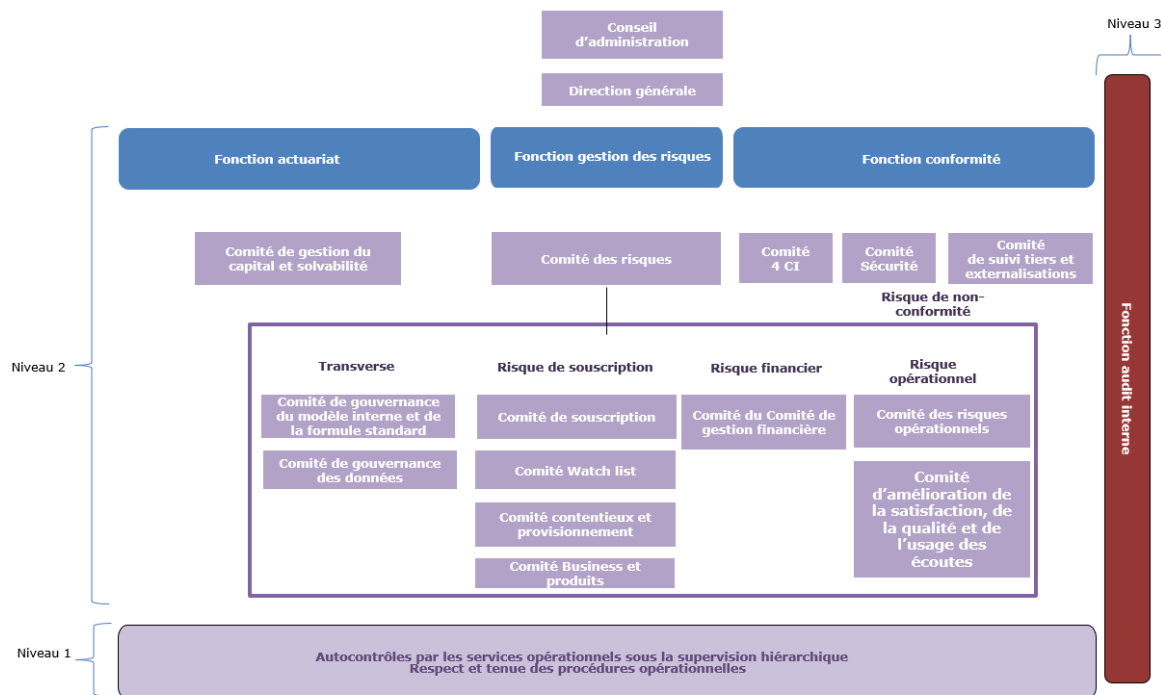 Niveau 3
Conseil
d'administration
Direction générale
Fonction actuariat
Fonction gestion des risques
Fonction conformité
Comité de gestion du
capital et solvabilité
Comité des risques
Comité
4 CI
Comité
Sécurité
Comité
de suivi tiers et
externalisations
Risque de non-
conformité
Niveau 2
Transverse
Risque de souscription
Risque financier
Risque
opérationnel
Comité de gouvernance
du modèle interne et de
la formule standard
Comité de souscription
Comité du Comité de
gestion financière
Comité des risques
opérationnels
Comité de gouvernance
des données
Comité Watch list
Comité
d'amélioration de
la satisfaction, de
la qualité et de
l'usage des
écoutes
Comité contentieux et
provisionnement
Comité Business et
produits
Fonction audit interne
Niveau 1
Autocontrôles par les services opérationnels sous la supervision hiérarchique
Respect et tenue des procédures opérationnelles